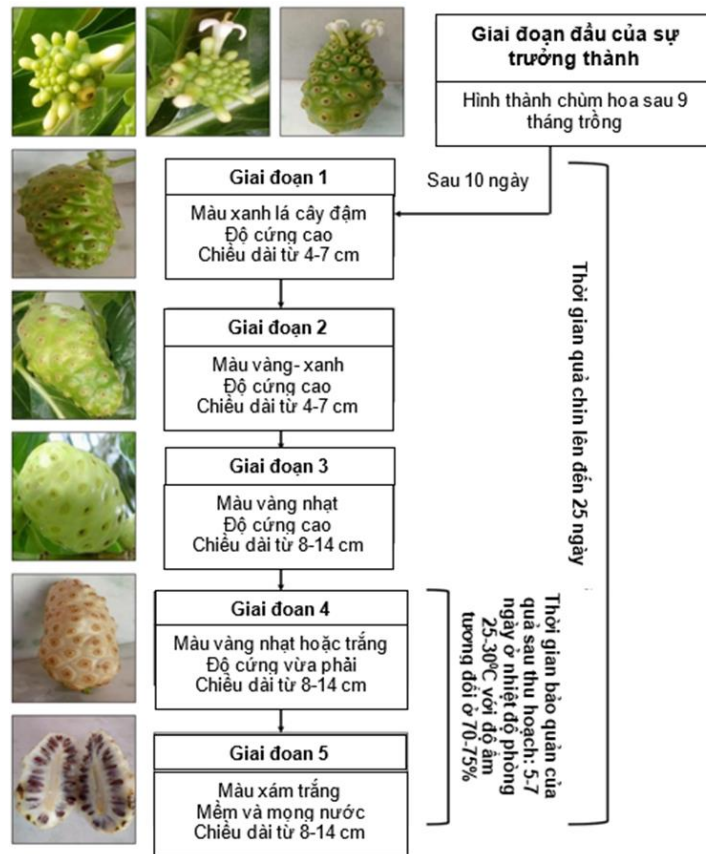 Giai đoạn đầu của sự
trưởng thành
Hình thành chùm hoa sau 9
tháng trồng
Sau 10 ngày
Giai đoạn 1
Màu xanh lá cây đậm
Độ cứng cao
Chiều dài từ 4-7 cm
Giai đoạn 2
Màu vàng- xanh
Độ cứng cao
Chiều dài từ 4-7 cm
Giai đoạn 3
Màu vàng nhạt
Độ cứng cao
Chiều dài từ 8-14 cm
Giai đoan 4
Màu vàng nhạt hoặc trắng
Độ cứng vừa phải
Chiều dài từ 8-14 cm
Giai đoan 5
Màu xám trắng
Mềm và mọng nước
Chiều dài từ 8-14 cm
Thời gian bảo quản của
quả sau thu hoạch: 5-7
ngày ở nhiệt độ phòng
25-30⁰C với độ ẩm
tương đối ở 70-75%
Thời gian quả chin lên đến 25 ngày